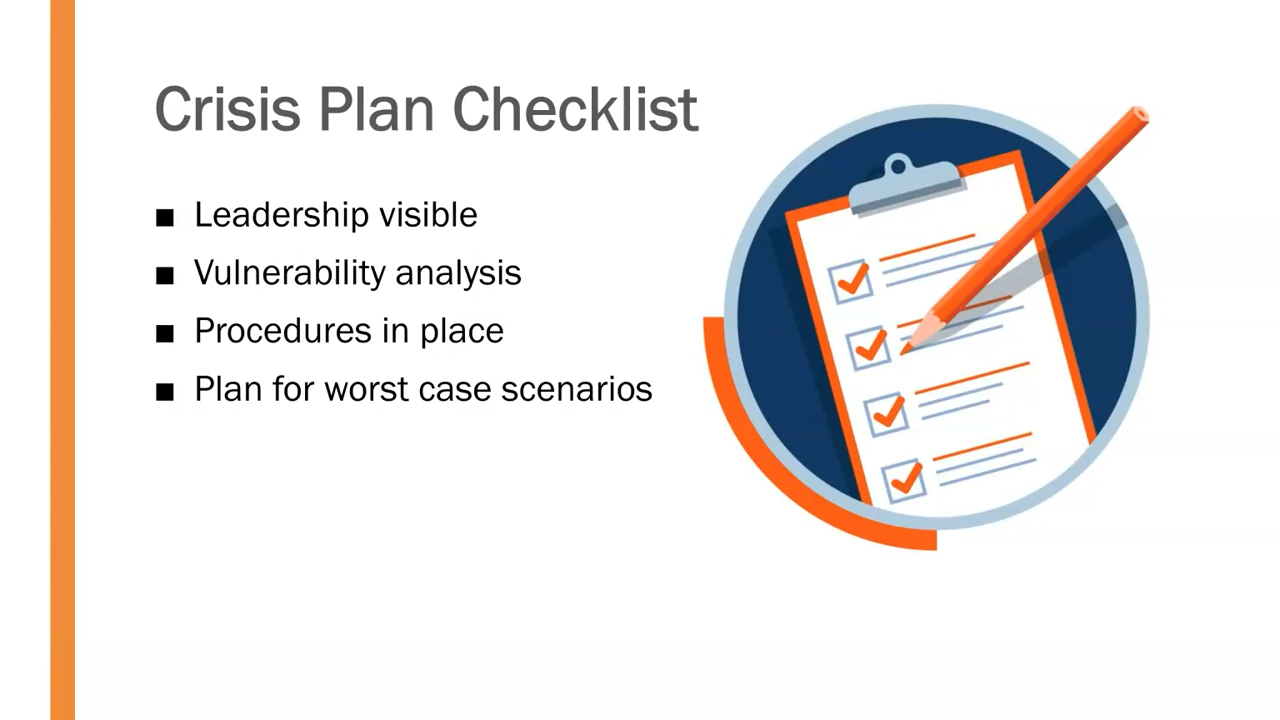 Crisis Plan Checklist
■ Leadership visible
■ Vulnerability analysis
■ Procedures in place
■ Plan for worst case scenarios